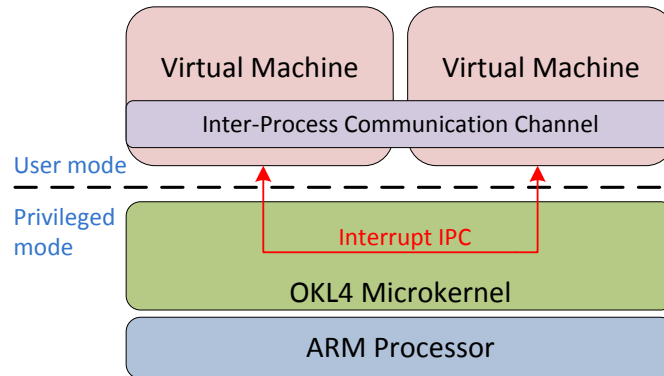 Virtual Machine
Virtual Machine
Inter-Process Communication Channel
User mode
Privileged
mode
Interrupt IPC
OKL4 Microkernel
ARM Processor